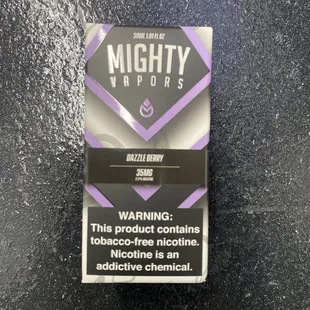 30ML 1.01 FL OZ
MIGHTY
VAPORS
DAZZLE BERRY
35MG
WARNING:
This product contains
tobacco-free nicotine.
Nicotine is an
addictive chemical.